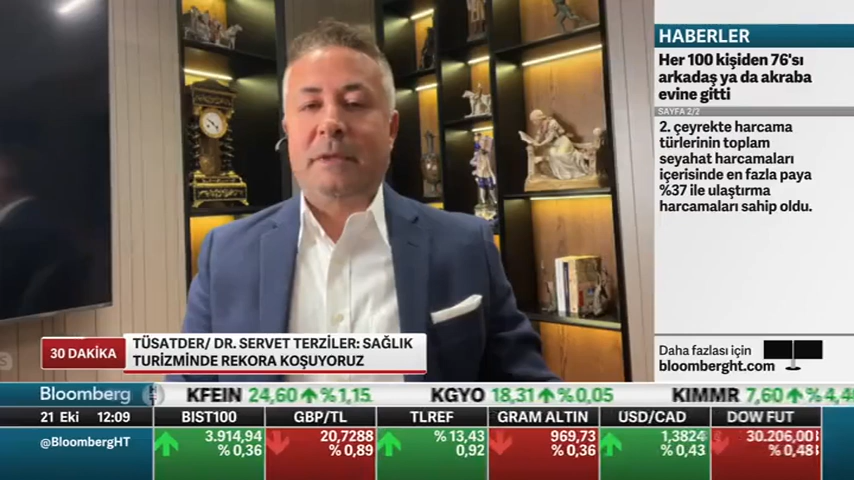 HABERLER
Her 100 kişiden 76'sı
arkadaş ya da akraba
evine gitti
SAYFA 2/2
2. çeyrekte harcama
türlerinin toplam
seyahat harcamaları
içerisinde en fazla paya
%37 ile ulaştırma
harcamaları sahip oldu.
Daha fazlası için
bloomberght.com
30 DAKİKA
TÜSATDER/ DR. SERVET TERZİLER: SAĞLIK
TURİZMİNDE REKORA KOŞUYORUZ
Bloomberg HT KFEIN 24,60 %1,15 KGYO 18,31 %0,05 KIMMR 7,60
21 Eki 12:09 BIST100 GBP/TL TLREF GRAM ALTIN USD/CAD DOW FUT
@BloombergHT 3.914,94 20,7288 %13,43 969,73 1,3824 30.206,00
%0,36 %0,89 0,92 %0,36 %0,43 %0,48